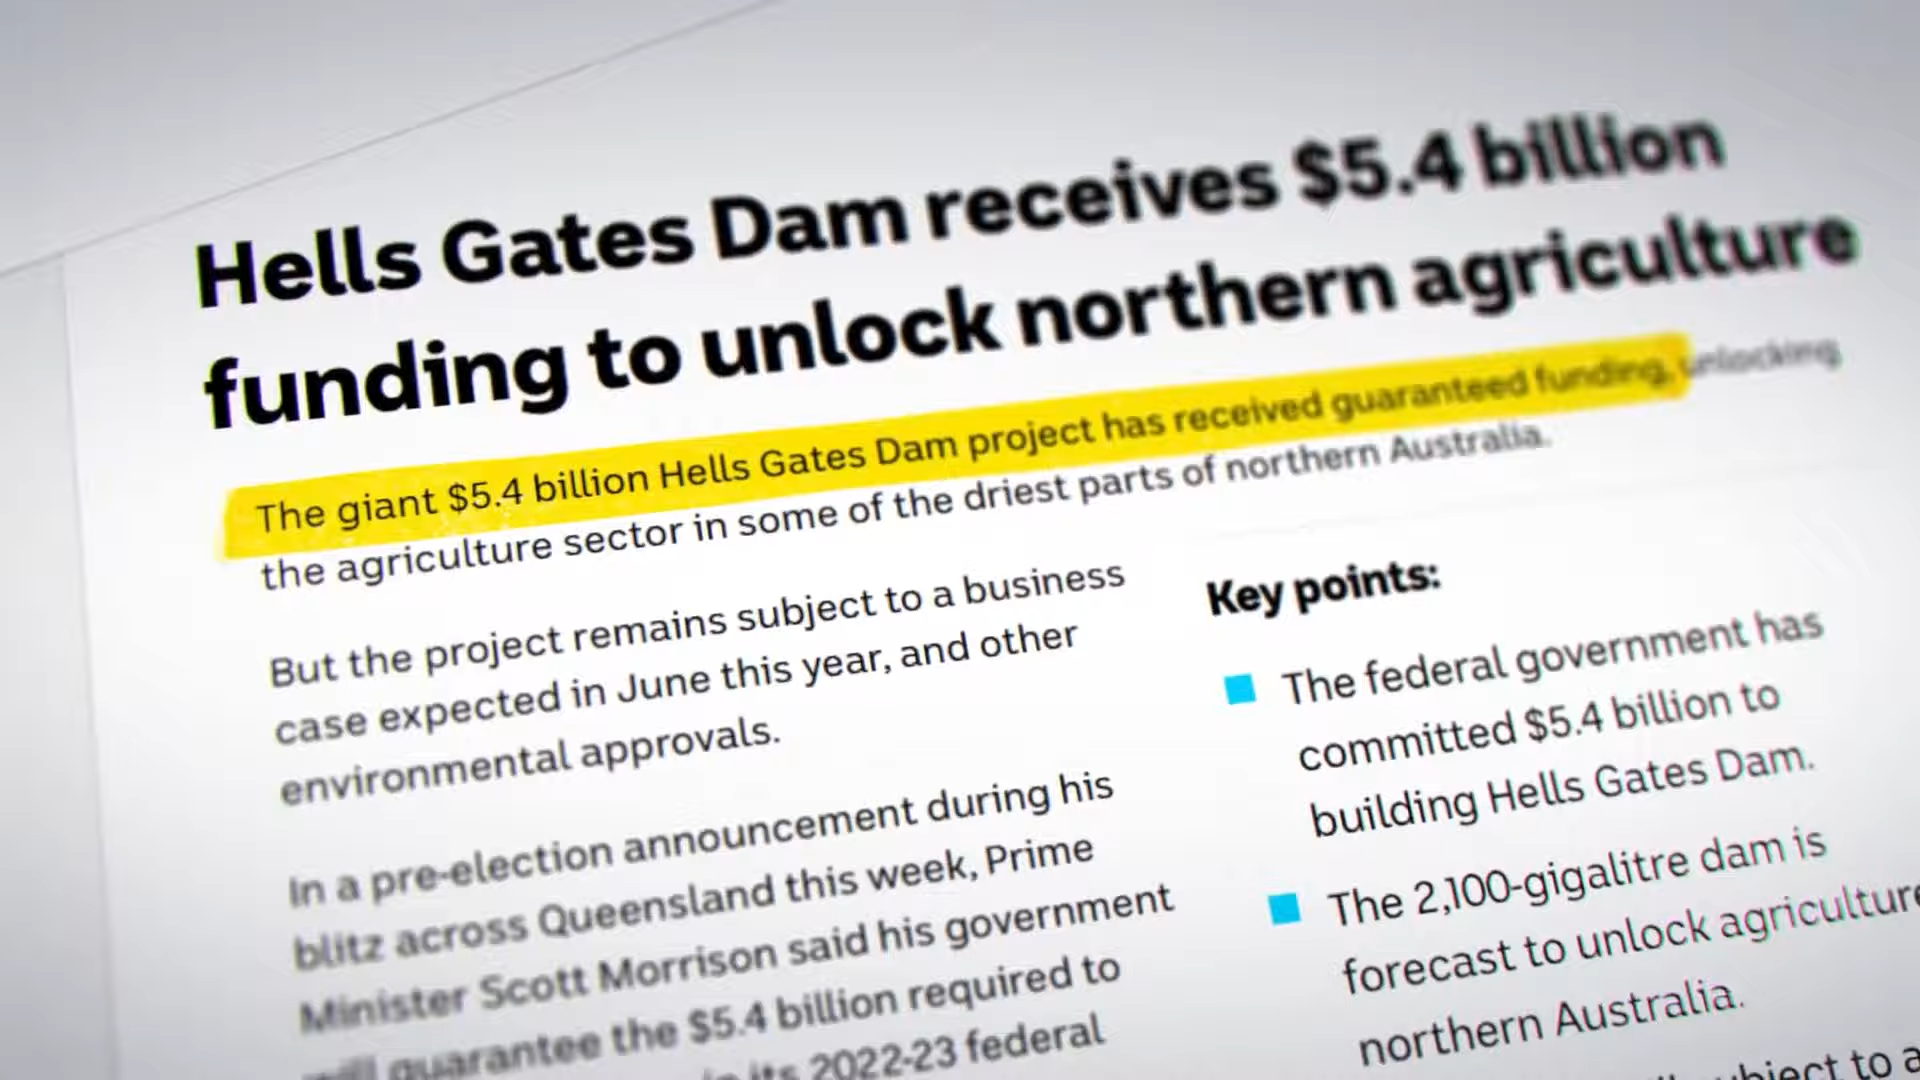 Hells Gates Dam receives $5.4 billion
funding to unlock northern agriculture
The giant $5.4 billion Hells Gates Dam project has received guaranteed funding, unlocking
the agriculture sector in some of the driest parts of northern Australia.
But the project remains subject to a business
case expected in June this year, and other
environmental approvals.
In a pre-election announcement during his
blitz across Queensland this week, Prime
Minister Scott Morrison said his government
will guarantee the $5.4 billion required to
in its 2022-23 federal
Key points:
The federal government has
committed $5.4 billion to
building Hells Gates Dam.
The 2,100-gigalitre dam is
forecast to unlock agriculture
northern Australia.
subject to a